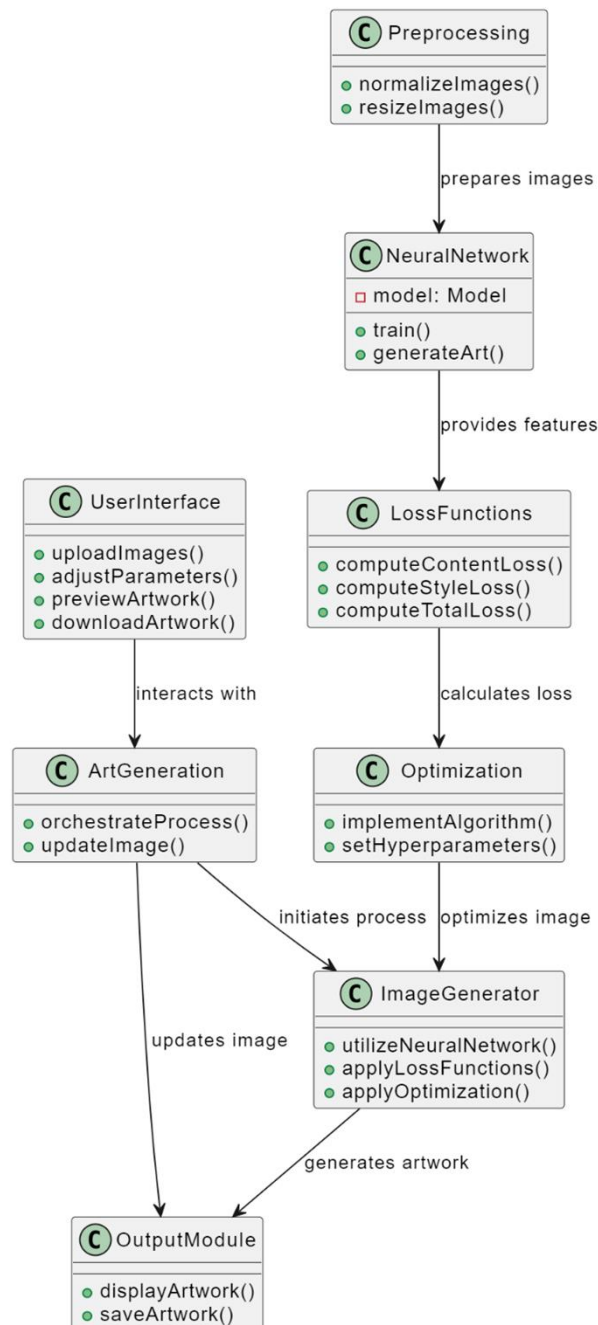 C Preprocessing
normalizeImages()
resizeImages()
prepares images
C NeuralNetwork
model: Model
train()
generateArt()
provides features
C UserInterface
uploadImages()
adjustParameters()
previewArtwork()
downloadArtwork()
C LossFunctions
computeContentLoss()
computeStyleLoss()
computeTotalLoss()
interacts with
calculates loss
C ArtGeneration
orchestrateProcess()
updateImage()
C Optimization
implementAlgorithm()
setHyperparameters()
initiates process
optimizes image
C ImageGenerator
utilizeNeuralNetwork()
applyLossFunctions()
applyOptimization()
updates image
generates artwork
C OutputModule
displayArtwork()
saveArtwork()